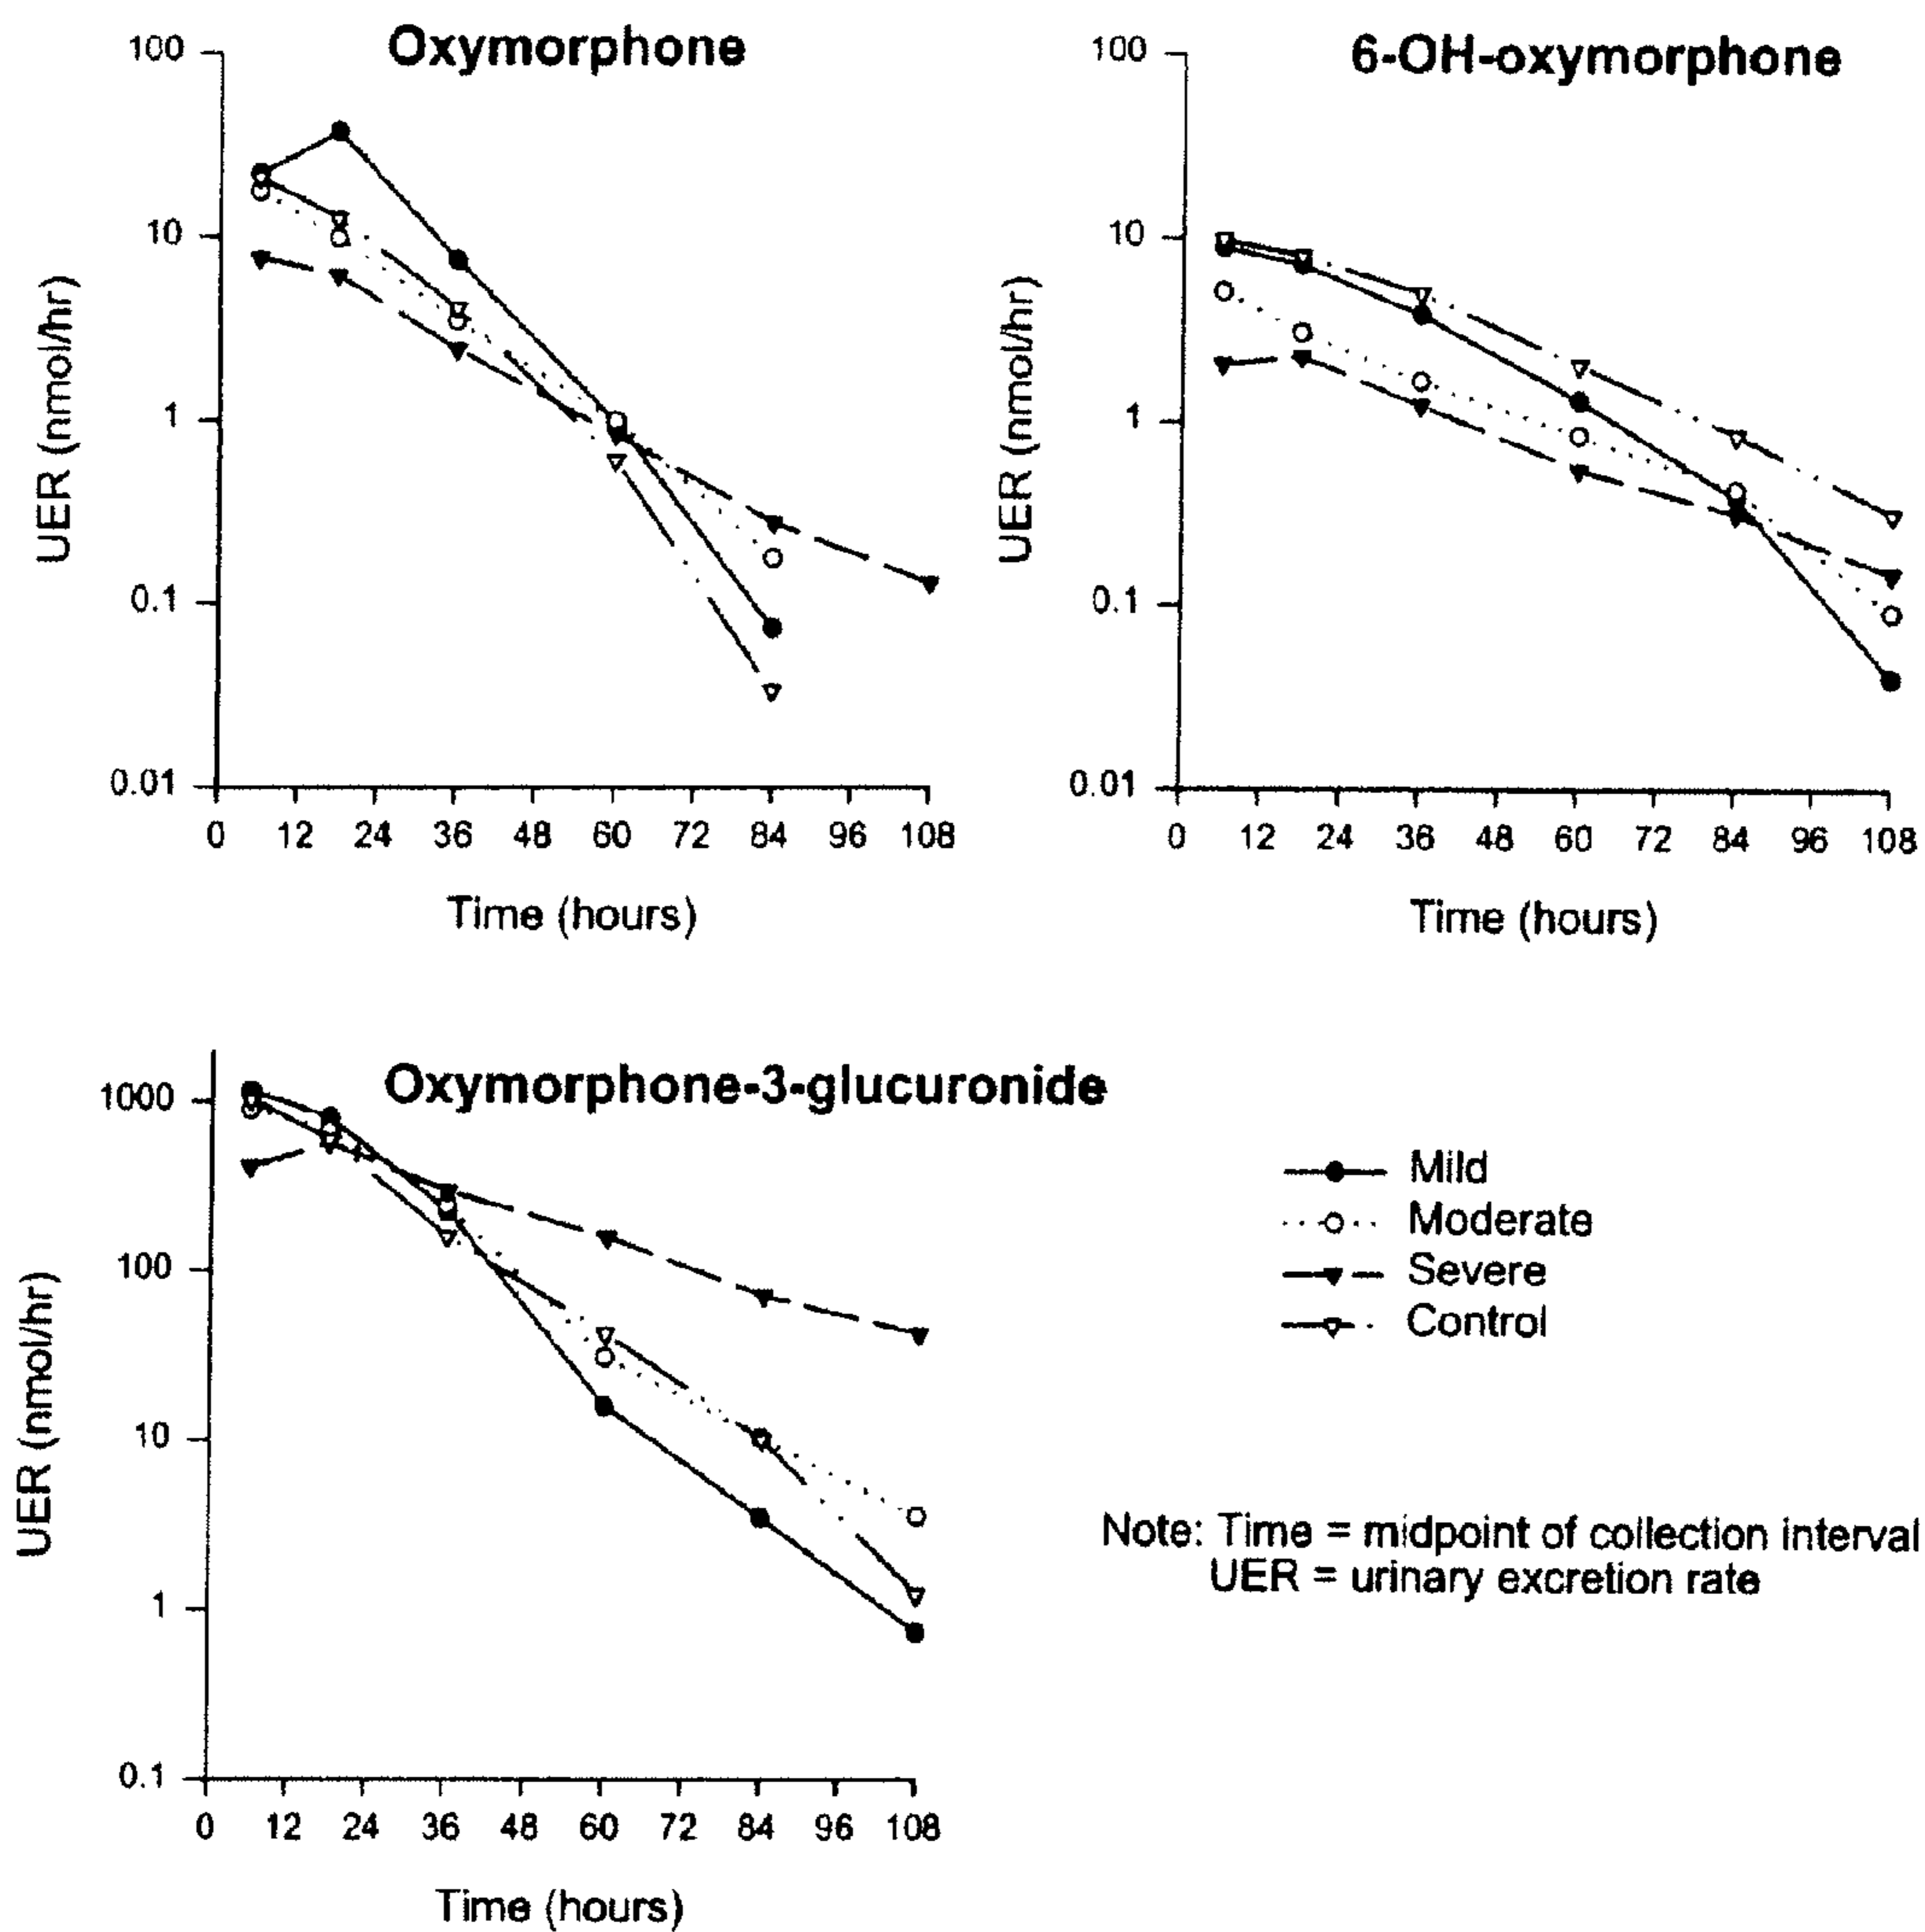 Oxymorphone
100
10
1
0.1
0.01
UER (nmol/hr)
0 12 24 36 48 60 72 84 96 108
Time (hours)
6-OH-oxymorphone
100
10
1
0.1
0.01
UER (nmol/hr)
0 12 24 36 48 60 72 84 96 108
Time (hours)
Oxymorphone-3-glucuronide
1000
100
10
1
0.1
UER (nmol/hr)
0 12 24 36 48 60 72 84 96 108
Time (hours)
Mild
Moderate
Severe
Control
Note: Time = midpoint of collection interval
UER = urinary excretion rate